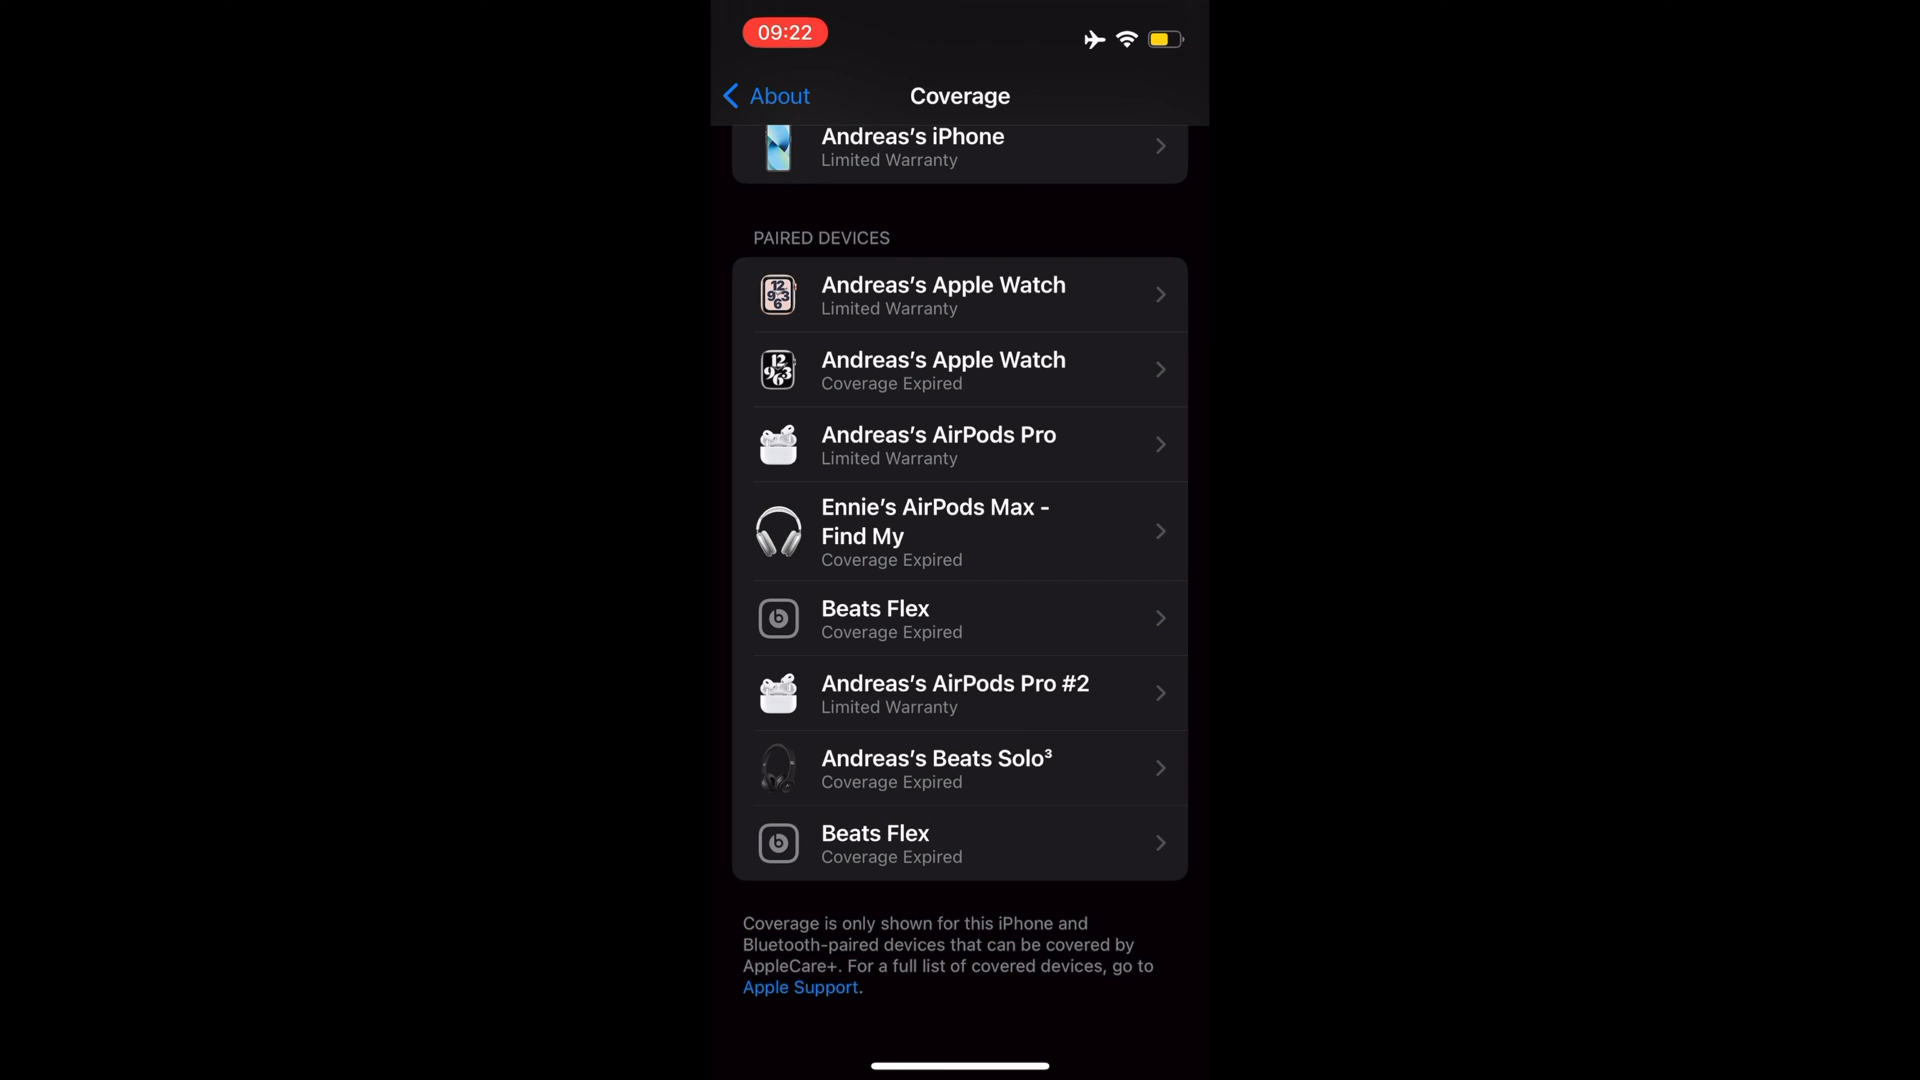 09:22
About
Coverage
Andreas’s iPhone
Limited Warranty
PAIRED DEVICES
Andreas’s Apple Watch
Limited Warranty
Andreas’s Apple Watch
Coverage Expired
Andreas’s AirPods Pro
Limited Warranty
Ennie’s AirPods Max -
Find My
Coverage Expired
Beats Flex
Coverage Expired
Andreas’s AirPods Pro #2
Limited Warranty
Andreas’s Beats Solo³
Coverage Expired
Beats Flex
Coverage Expired
Coverage is only shown for this iPhone and
Bluetooth-paired devices that can be covered by
AppleCare+. For a full list of covered devices, go to
Apple Support.